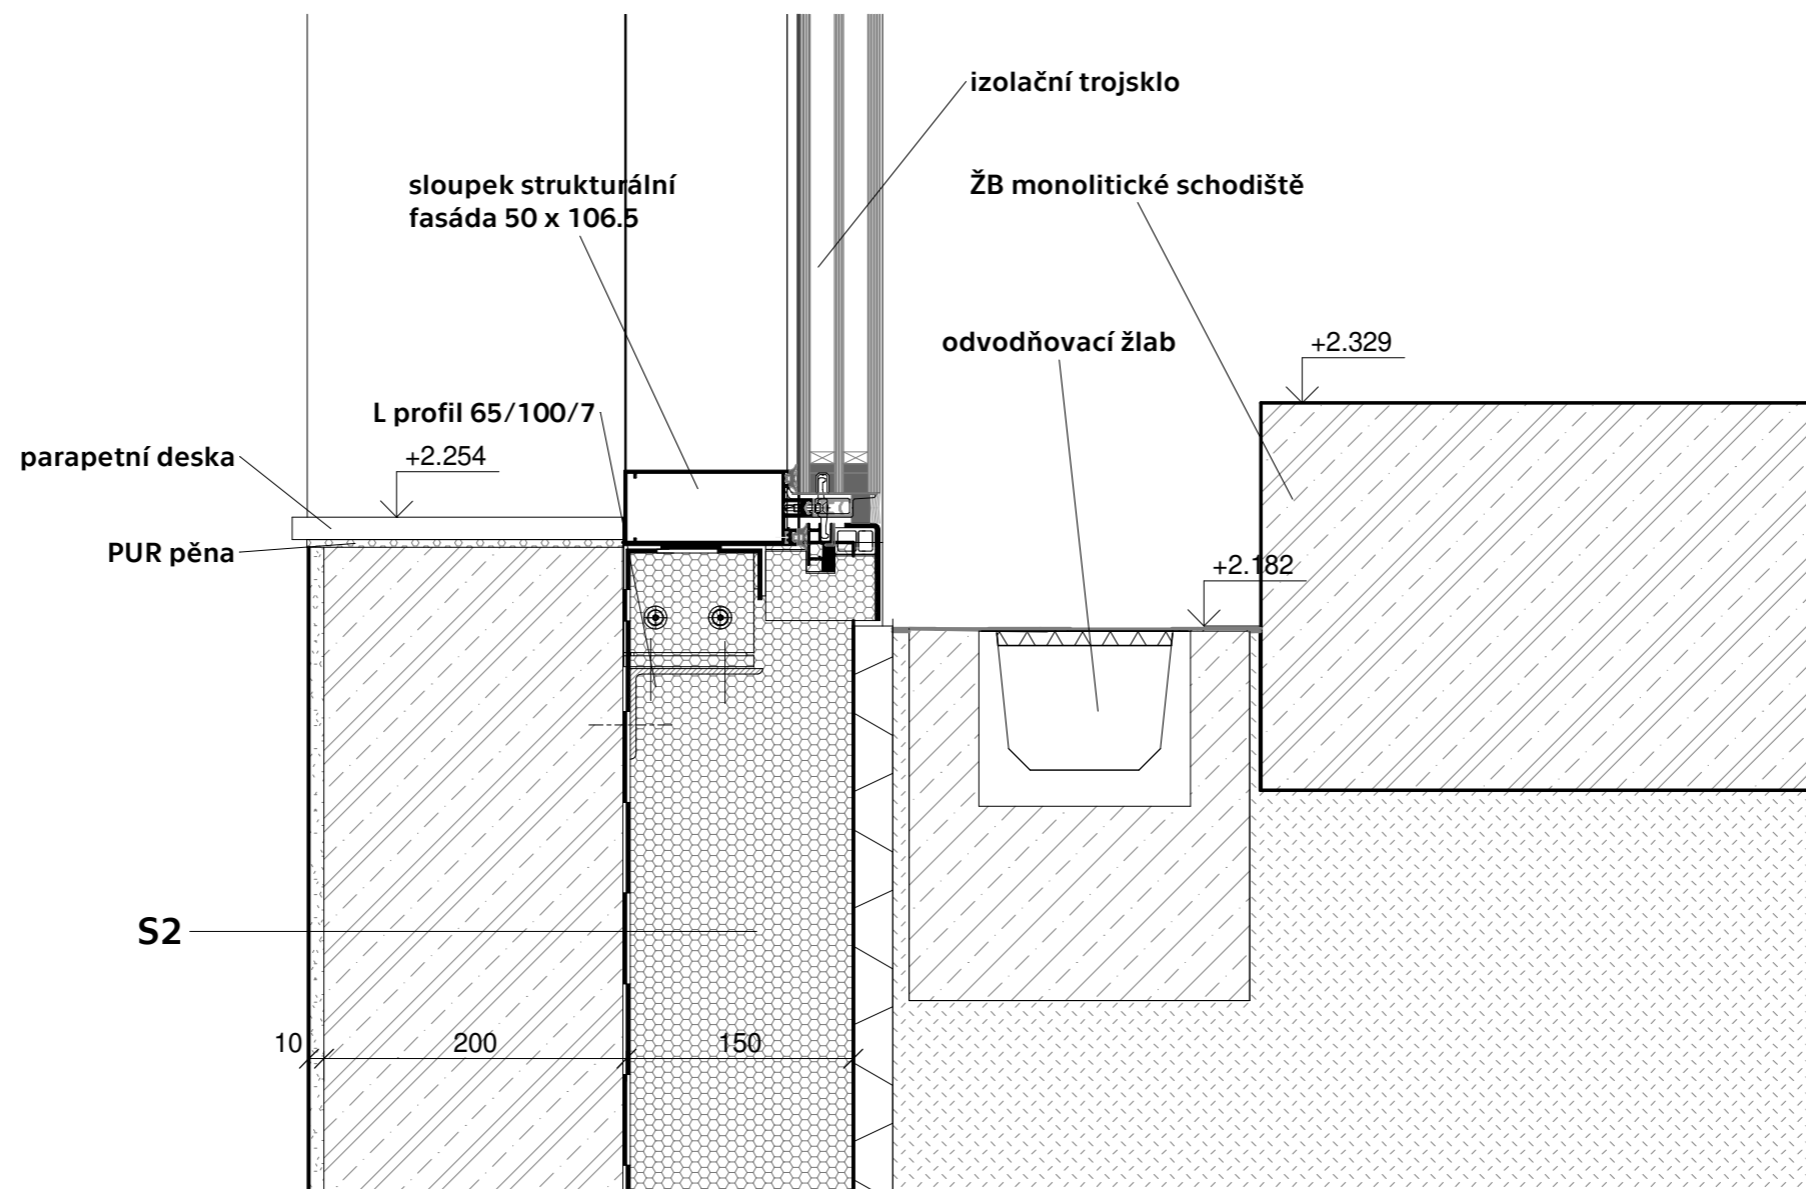 izolační trojsklo
sloupek strukturální
fasáda 50 x 106.5
ŽB monolitické schodiště
odvodňovací žlab
+2.329
L profil 65/100/7
parapetní deska
+2.254
PUR pěna
+2.182
S2
10
200
150